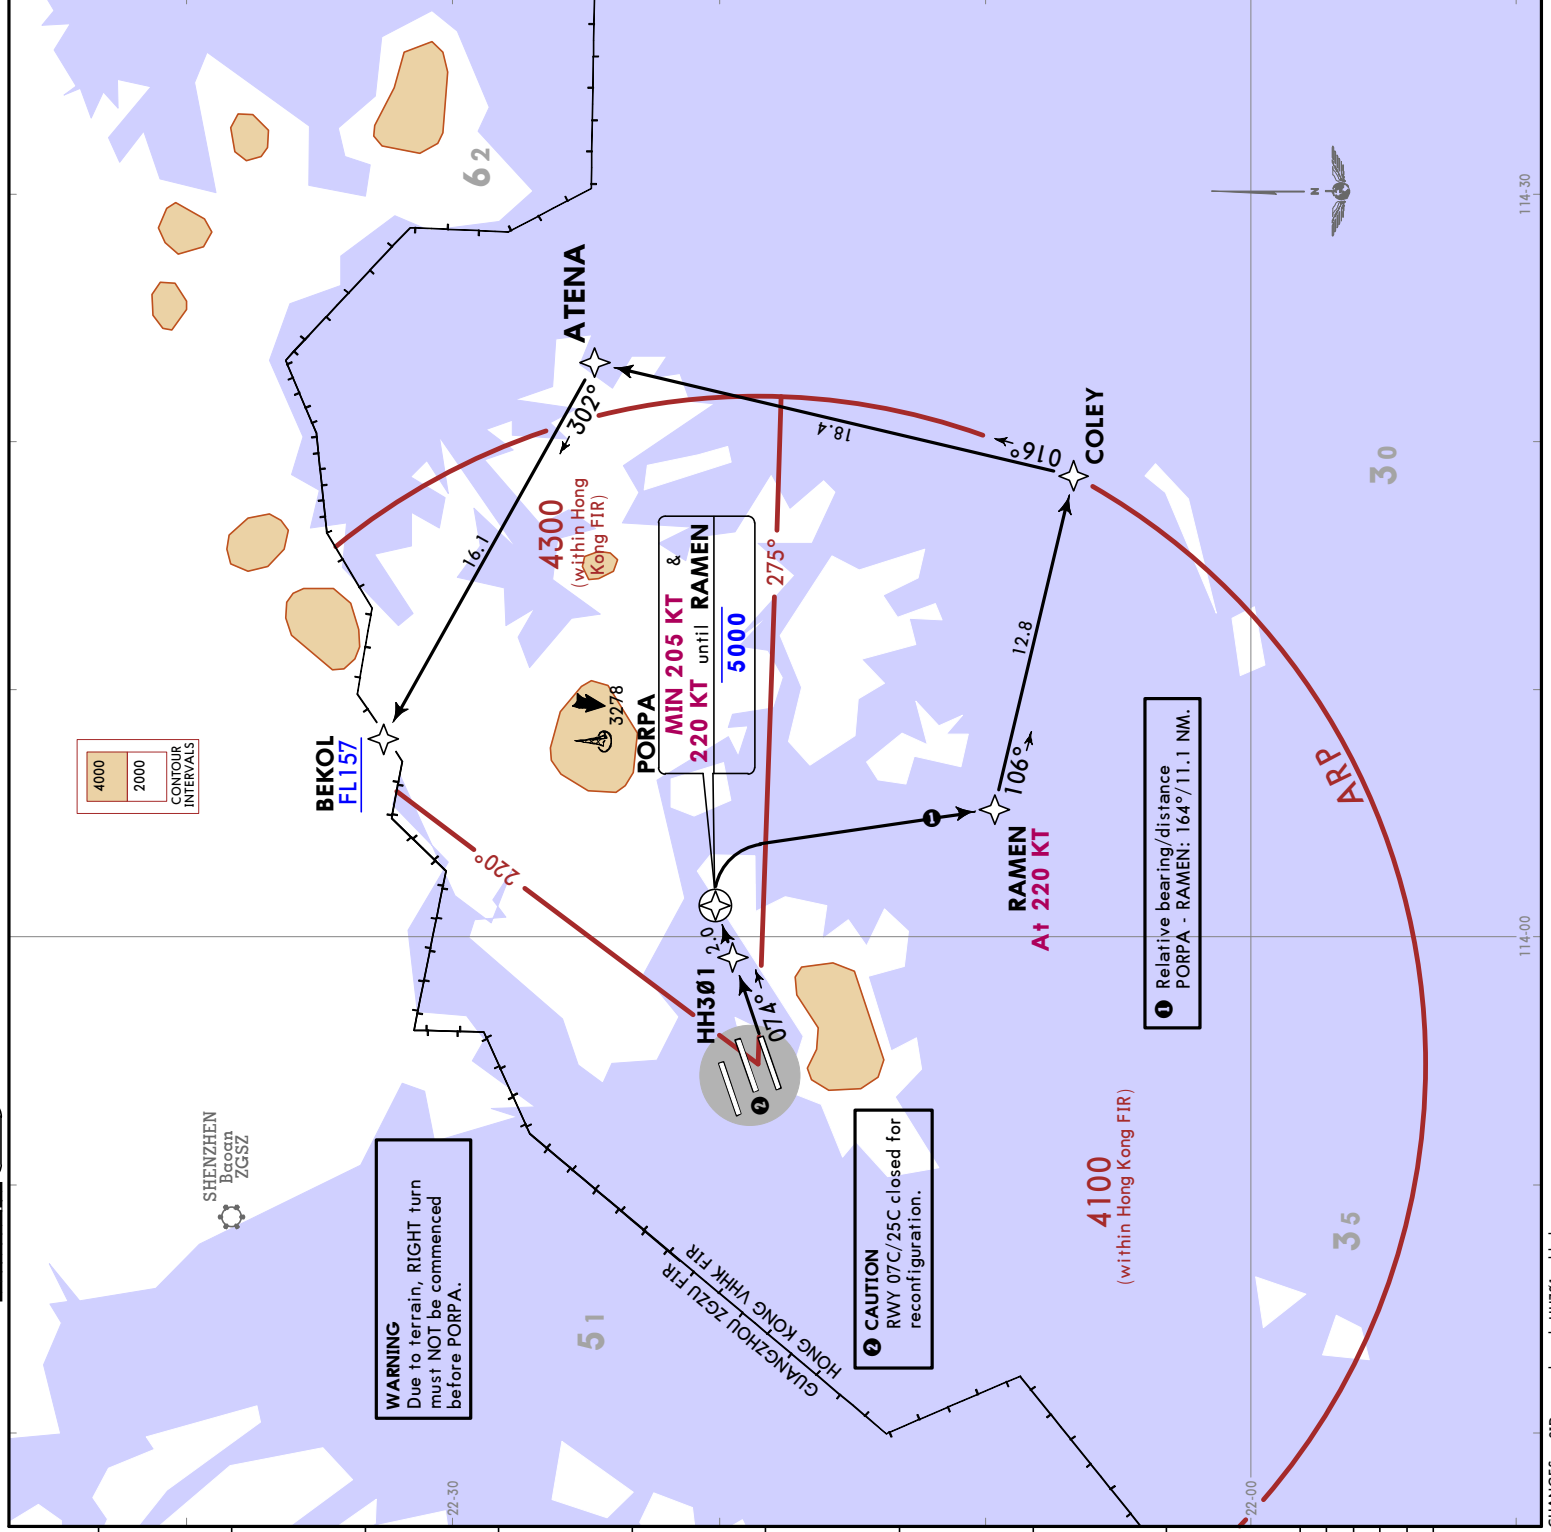 4000
2000
CONTOUR
INTERVALS
SHENZHEN
Baoan
ZGSZ
BEKOL
FL157
WARNING
Due to terrain, RIGHT turn
must NOT be commenced
before PORPA.
62
ATENA
302°
16.1
220°
4300
(within Hong
Kong FIR)
3278
PORPA
MIN 205 KT &
220 KT until RAMEN
5000
275°
18.4
016°
COLEY
12.8
106°
RAMEN
At 220 KT
2.0
HH3Ø1
074°
2
1
51
GUANGZHOU ZGZU FIR
HONG KONG VHHK FIR
2 CAUTION
RWY 07C/25C closed for
reconfiguration.
4100
(within Hong Kong FIR)
1 Relative bearing/distance
PORPA - RAMEN: 164°/11.1 NM.
ARP
30
35
N
22-30
22-00
114-30
114-00